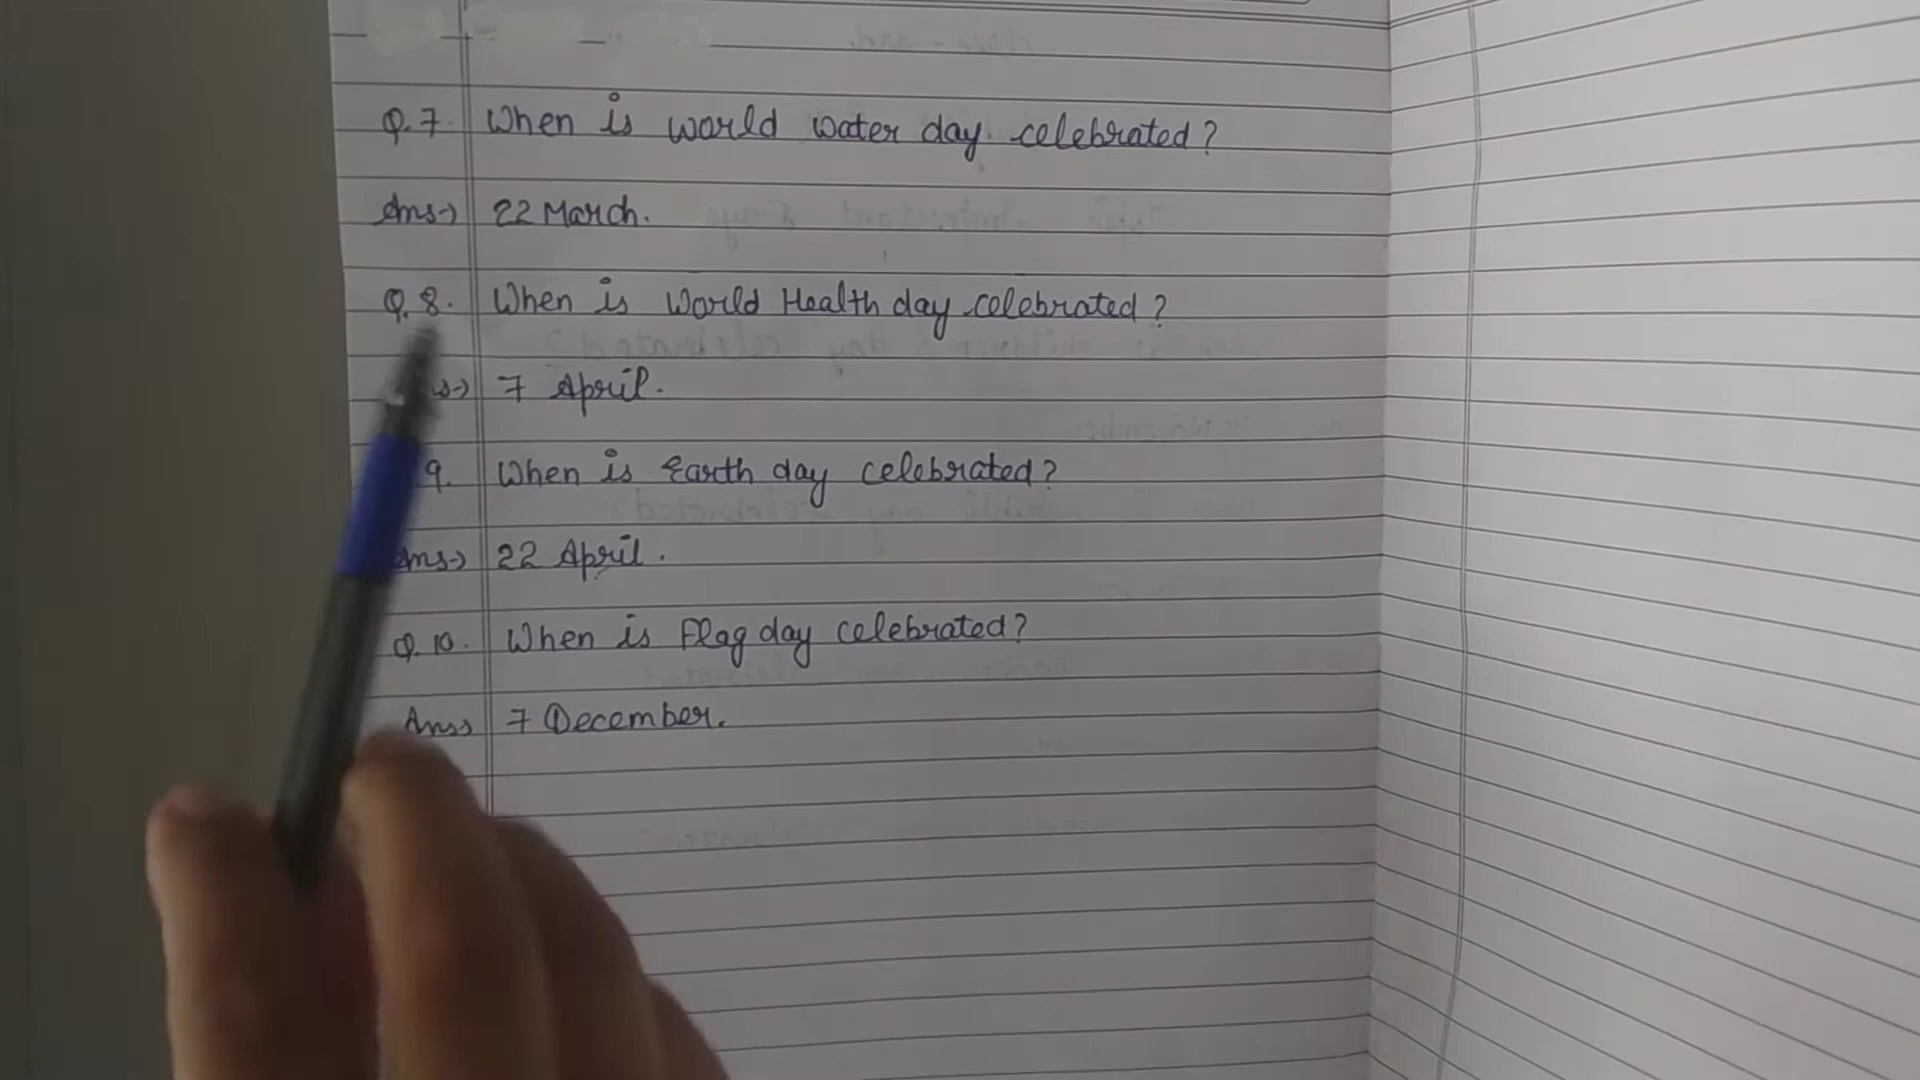 Q.7. When is world water day celebrated?
Ans→ 22 March.
Q.8. When is World Health day celebrated?
7 April.
9. When is Earth day celebrated?
Ans→ 22 April.
Q.10. When is Flag day celebrated?
Ans→ 7 December.